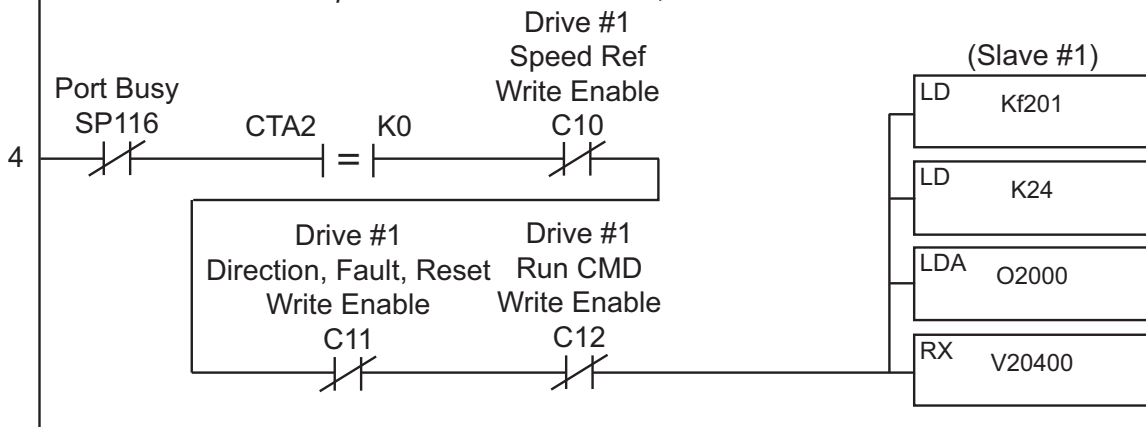 Drive #1
Speed Ref
Write Enable
C10
(Slave #1)
Port Busy
SP116
CTA2
=
K0
4
LD Kf201
LD K24
LDA O2000
RX V20400
Drive #1
Direction, Fault, Reset
Write Enable
C11
Drive #1
Run CMD
Write Enable
C12